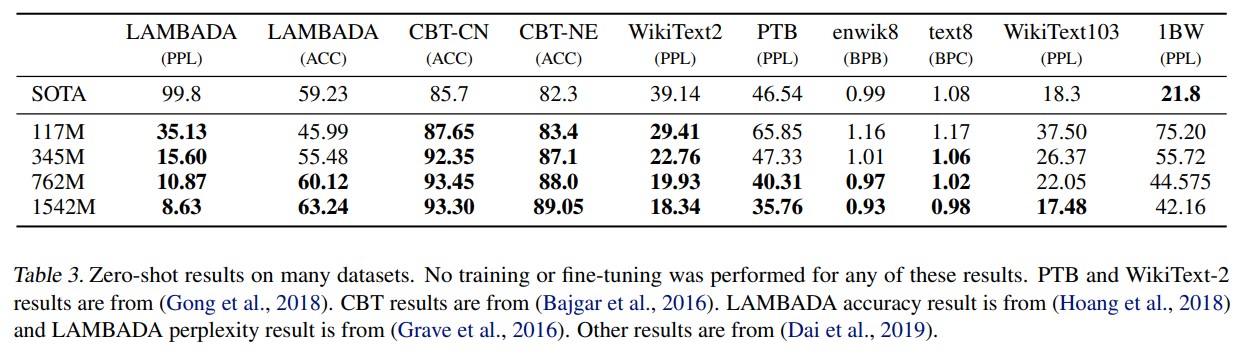 LAMBADA LAMBADA CBT-CN CBT-NE WikiText2 PTB enwik8 text8 WikiText103 1BW
(PPL) (ACC) (ACC) (ACC) (PPL) (PPL) (BPB) (BPC) (PPL) (PPL)
SOTA 99.8 59.23 85.7 82.3 39.14 46.54 0.99 1.08 18.3 21.8
117M 35.13 45.99 87.65 83.4 29.41 65.85 1.16 1.17 37.50 75.20
345M 15.60 55.48 92.35 87.1 22.76 47.33 1.01 1.06 26.37 55.72
762M 10.87 60.12 93.45 88.0 19.93 40.31 0.97 1.02 22.05 44.575
1542M 8.63 63.24 93.30 89.05 18.34 35.76 0.93 0.98 17.48 42.16
Table 3. Zero-shot results on many datasets. No training or fine-tuning was performed for any of these results. PTB and WikiText-2
results are from (Gong et al., 2018). CBT results are from (Bajgar et al., 2016). LAMBADA accuracy result is from (Hoang et al., 2018)
and LAMBADA perplexity result is from (Grave et al., 2016). Other results are from (Dai et al., 2019).